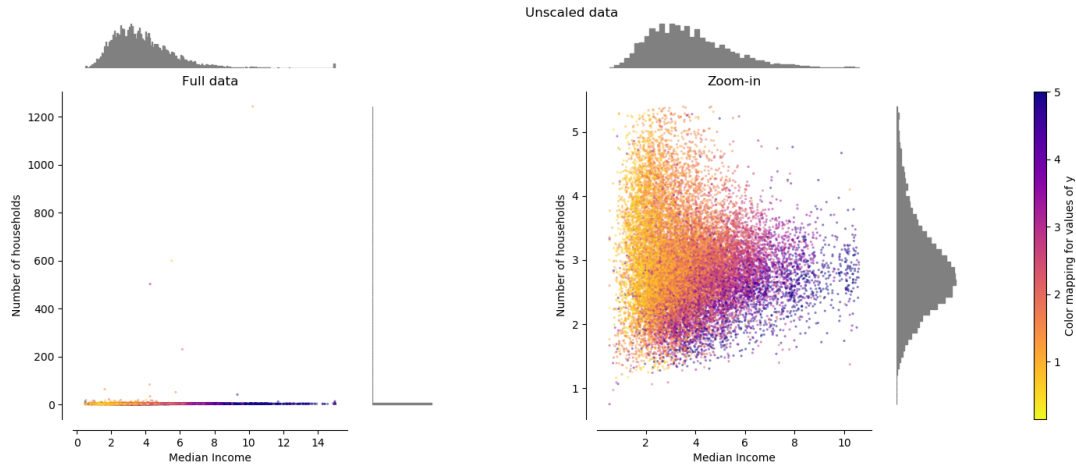 Unscaled data
Full data
Number of households
1200
1000
800
600
400
200
0
0 2 4 6 8 10 12 14
Median Income
Zoom-in
Number of households
5
4
3
2
1
2 4 6 8 10
Median Income
5
4
3
2
1
Color mapping for values of y